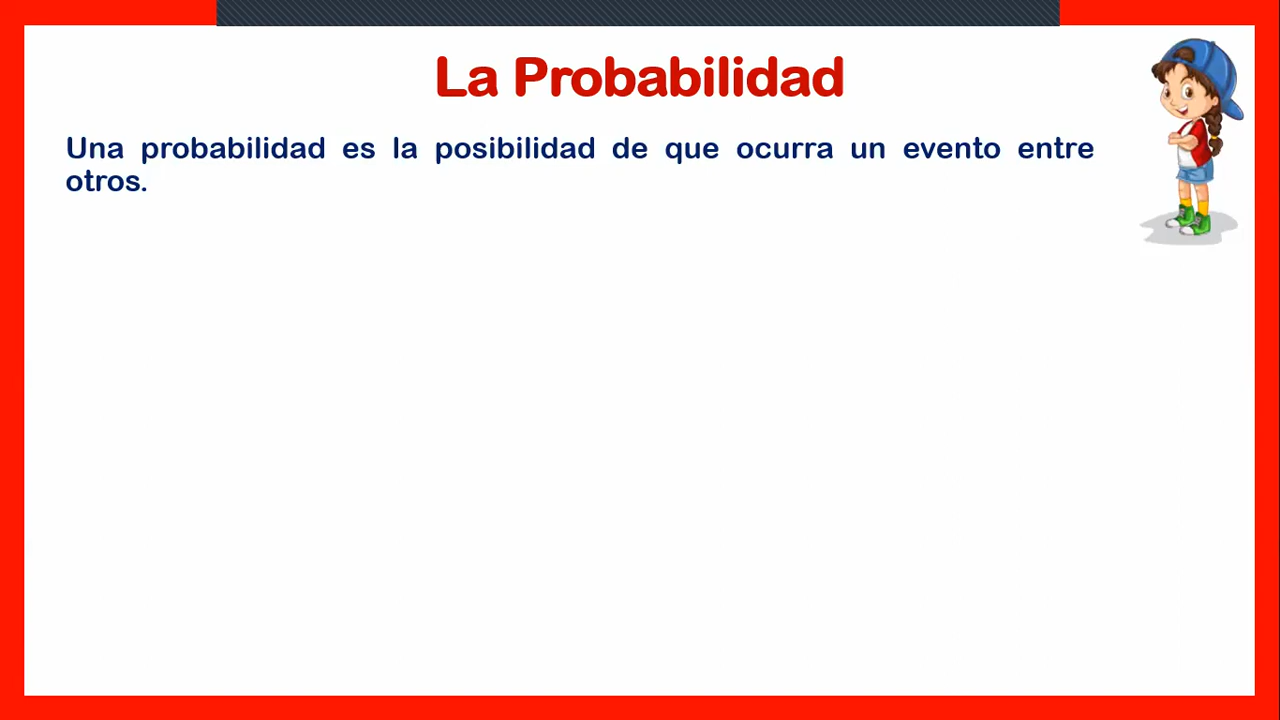 La Probabilidad
Una probabilidad es la posibilidad de que ocurra un evento entre
otros.